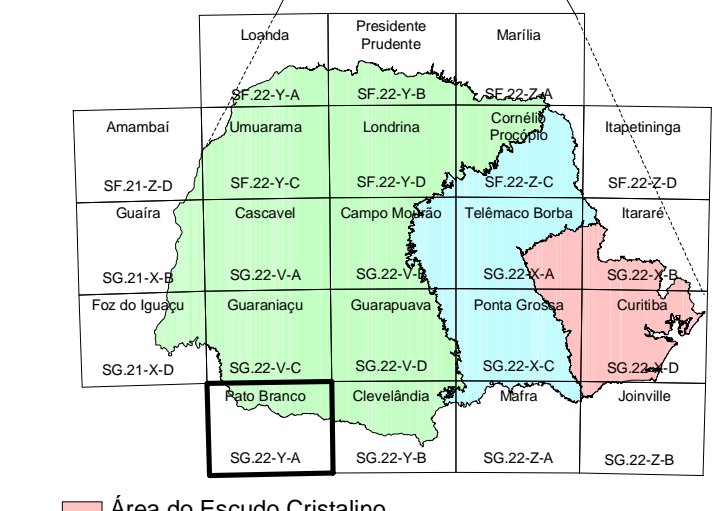 Loanda
Presidente
Prudente
Marília
SF.22-Y-A
SF.22-Y-B
SF.22-Z-A
Amambaí
Umuarama
Londrina
Cornélio
Procópio
Itapetininga
SF.21-Z-D
SF.22-Y-C
SF.22-Y-D
SF.22-Z-C
SF.22-Z-D
Guaíra
Cascavel
Campo Mourão
Telêmaco Borba
Itararé
SG.21-X-B
SG.22-V-A
SG.22-V-B
SG.22-X-A
SG.22-X-B
Foz do Iguaçu
Guaraniaçu
Guarapuava
Ponta Grossa
Curitiba
SG.21-X-D
SG.22-V-C
SG.22-V-D
SG.22-X-C
SG.22-X-D
Pato Branco
Clevelândia
Mafra
Joinville
SG.22-Y-A
SG.22-Y-B
SG.22-Z-A
SG.22-Z-B
Área do Escudo Cristalino